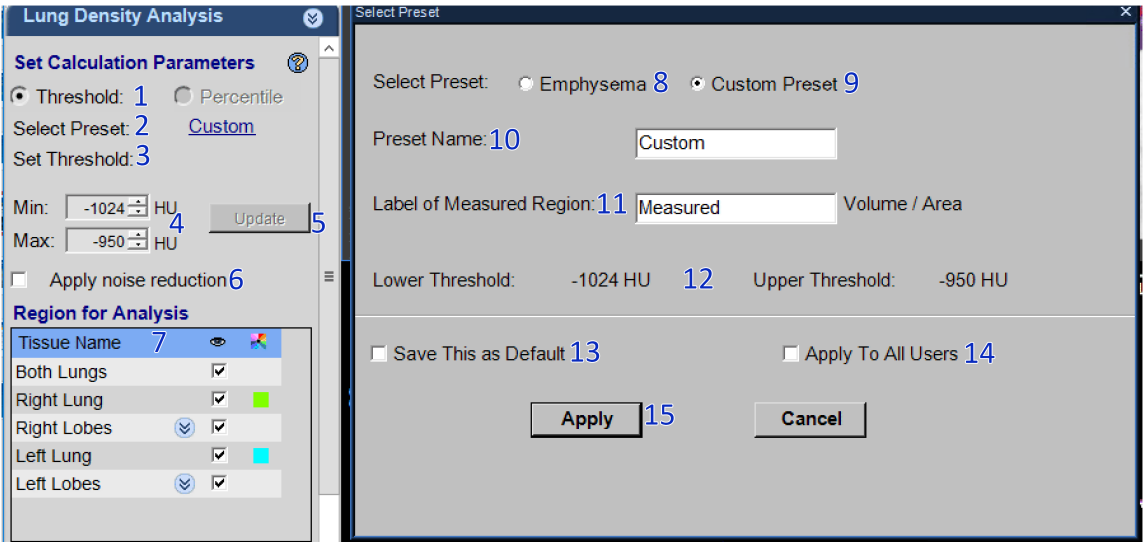 Lung Density Analysis
Set Calculation Parameters ?
Threshold: 1 Percentile
Select Preset: 2 Custom
Set Threshold: 3
Min: -1024 HU
4
Update 5
Max: -950 HU
Apply noise reduction 6
Region for Analysis
Tissue Name 7
Both Lungs
Right Lung
Right Lobes
Left Lung
Left Lobes
Select Preset
Select Preset: Emphysema 8 Custom Preset 9
Preset Name: 10 Custom
Label of Measured Region: 11 Measured Volume / Area
Lower Threshold: -1024 HU 12 Upper Threshold: -950 HU
Save This as Default 13 Apply To All Users 14
Apply 15 Cancel